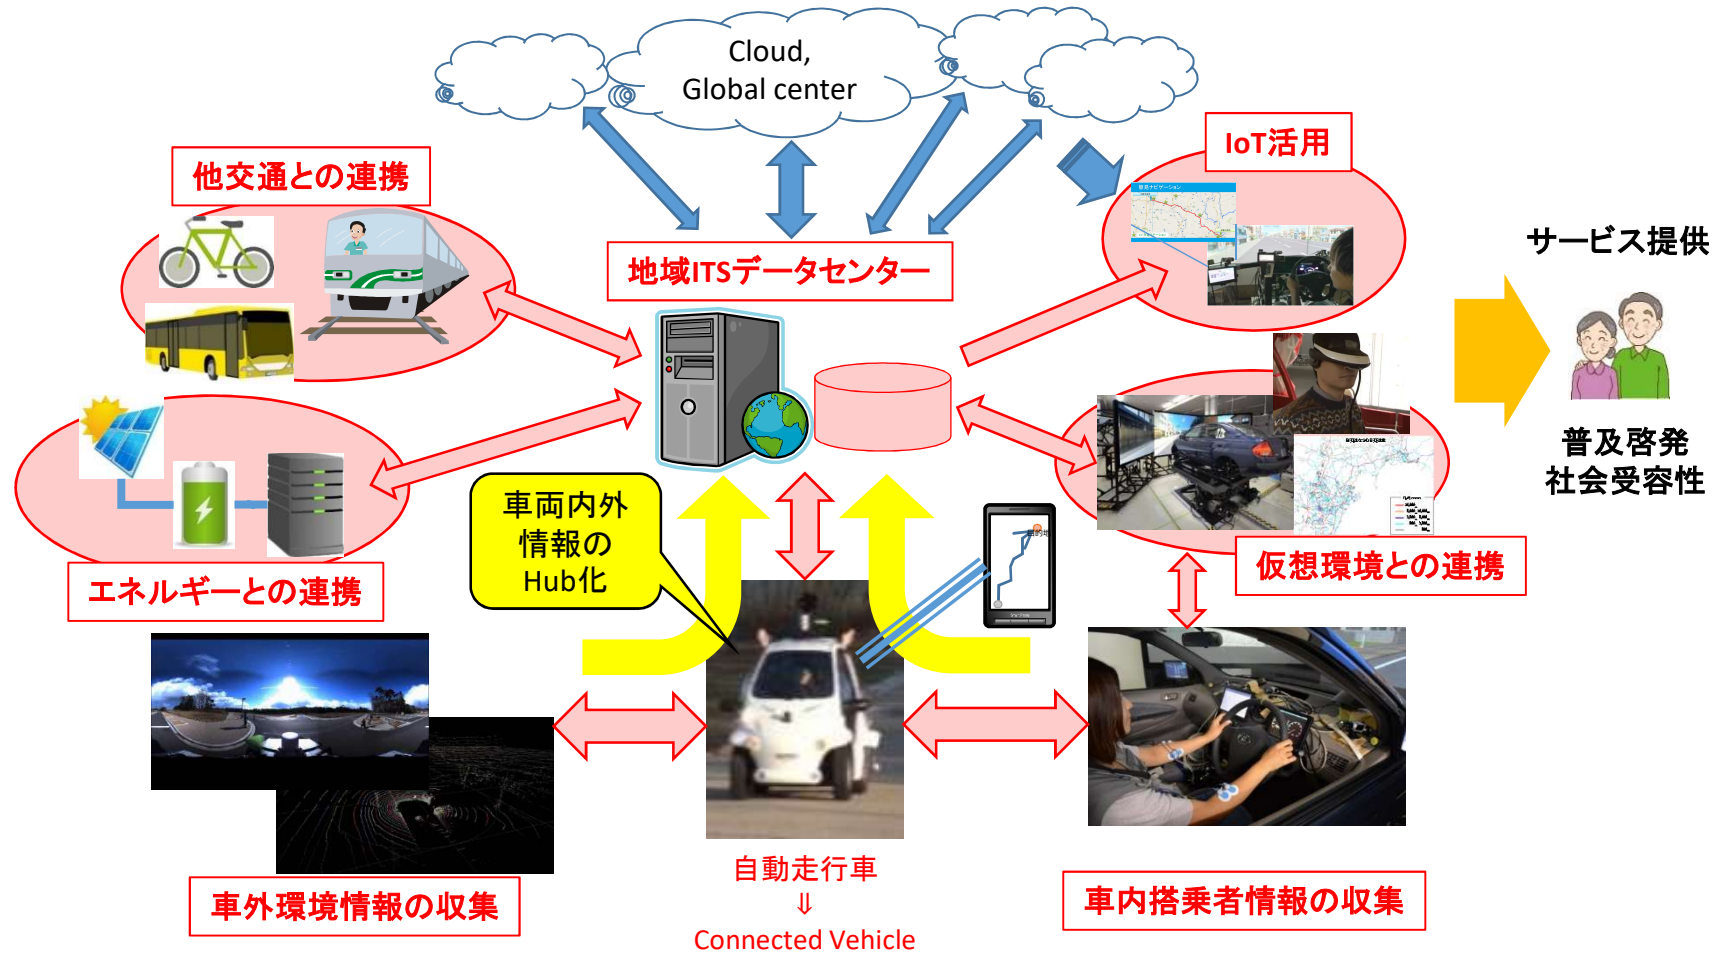 Cloud,
Global center
IoT活用
他交通との連携
地域ITSデータセンター
サービス提供
普及啓発
社会受容性
車両内外
情報の
Hub化
目的地
エネルギーとの連携
仮想環境との連携
自動走行車
⇓
Connected Vehicle
車外環境情報の収集
車内搭乗者情報の収集